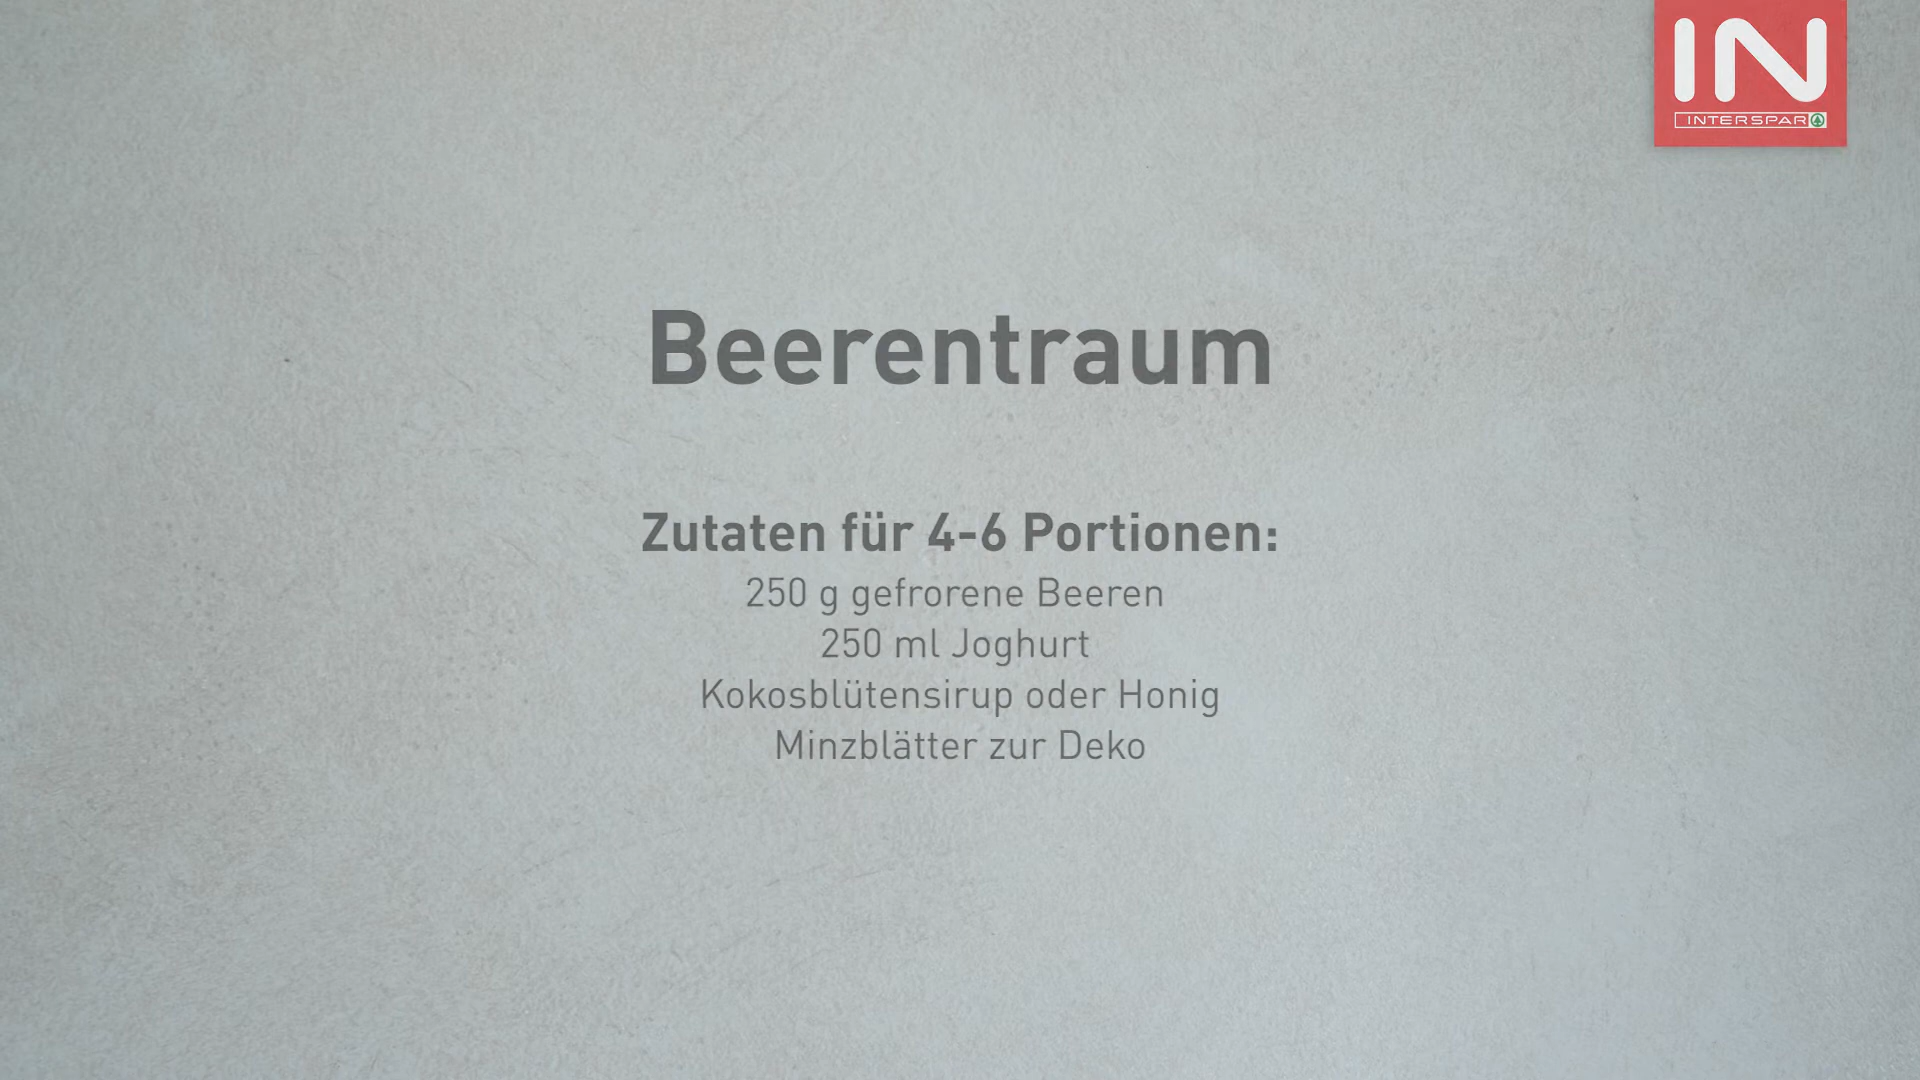 IN
INTERSPAR
Beerentraum
Zutaten für 4-6 Portionen:
250 g gefrorene Beeren
250 ml Joghurt
Kokosblütensirup oder Honig
Minzblätter zur Deko